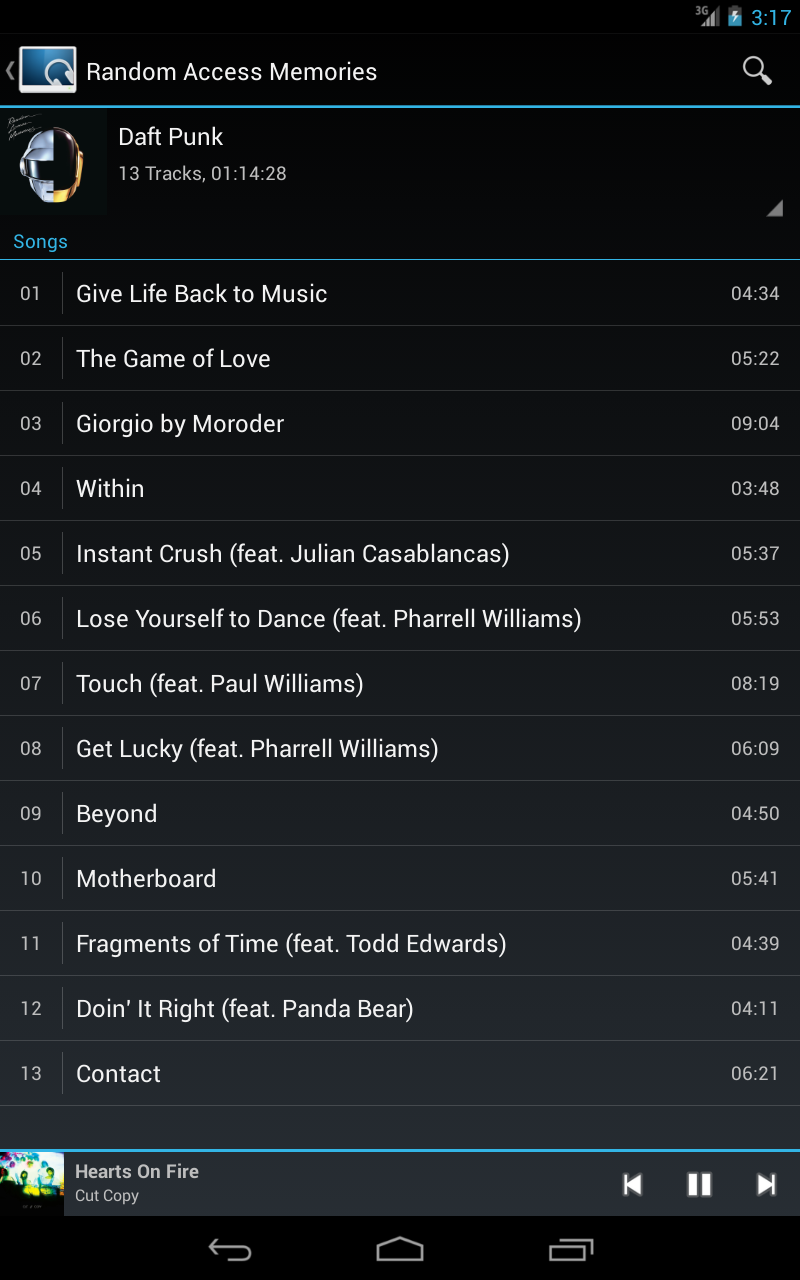 3G 3:17
Random Access Memories
Daft Punk
13 Tracks, 01:14:28
Songs
01 Give Life Back to Music 04:34
02 The Game of Love 05:22
03 Giorgio by Moroder 09:04
04 Within 03:48
05 Instant Crush (feat. Julian Casablancas) 05:37
06 Lose Yourself to Dance (feat. Pharrell Williams) 05:53
07 Touch (feat. Paul Williams) 08:19
08 Get Lucky (feat. Pharrell Williams) 06:09
09 Beyond 04:50
10 Motherboard 05:41
11 Fragments of Time (feat. Todd Edwards) 04:39
12 Doin' It Right (feat. Panda Bear) 04:11
13 Contact 06:21
Hearts On Fire
Cut Copy